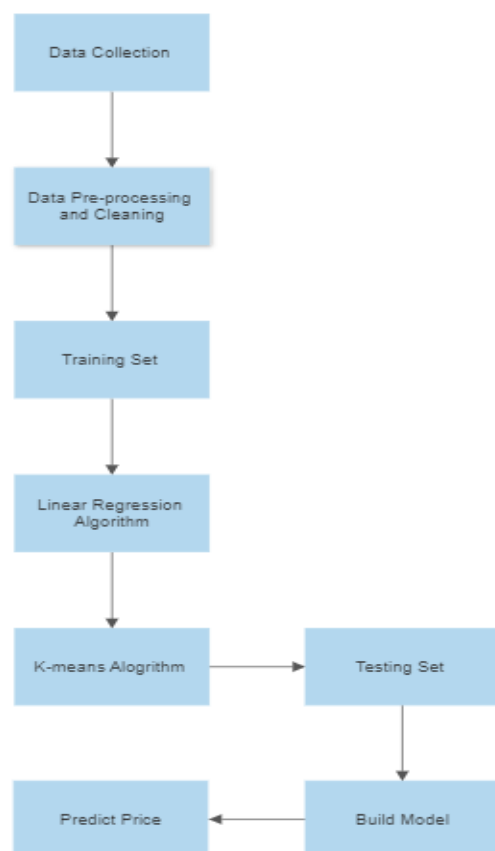 Data Collection
Data Pre-processing
and Cleaning
Training Set
Linear Regression
Algorithm
K-means Alogrithm
Testing Set
Build Model
Predict Price